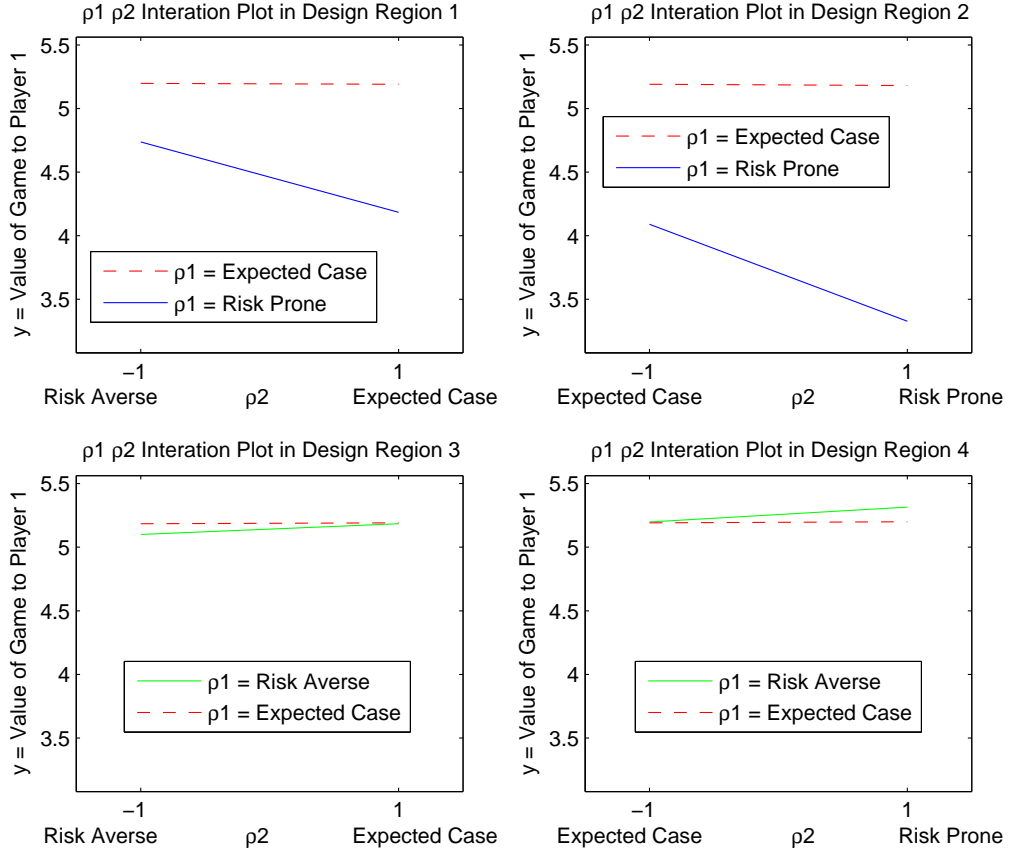 ρ1 ρ2 Interation Plot in Design Region 1
y = Value of Game to Player 1
5.5
5
4.5
4
3.5
ρ1 = Expected Case
ρ1 = Risk Prone
−1
1
Risk Averse
ρ2
Expected Case
ρ1 ρ2 Interation Plot in Design Region 2
y = Value of Game to Player 1
5.5
5
4.5
4
3.5
ρ1 = Expected Case
ρ1 = Risk Prone
−1
1
Expected Case
ρ2
Risk Prone
ρ1 ρ2 Interation Plot in Design Region 3
y = Value of Game to Player 1
5.5
5
4.5
4
3.5
ρ1 = Risk Averse
ρ1 = Expected Case
−1
1
Risk Averse
ρ2
Expected Case
ρ1 ρ2 Interation Plot in Design Region 4
y = Value of Game to Player 1
5.5
5
4.5
4
3.5
ρ1 = Risk Averse
ρ1 = Expected Case
−1
1
Expected Case
ρ2
Risk Prone